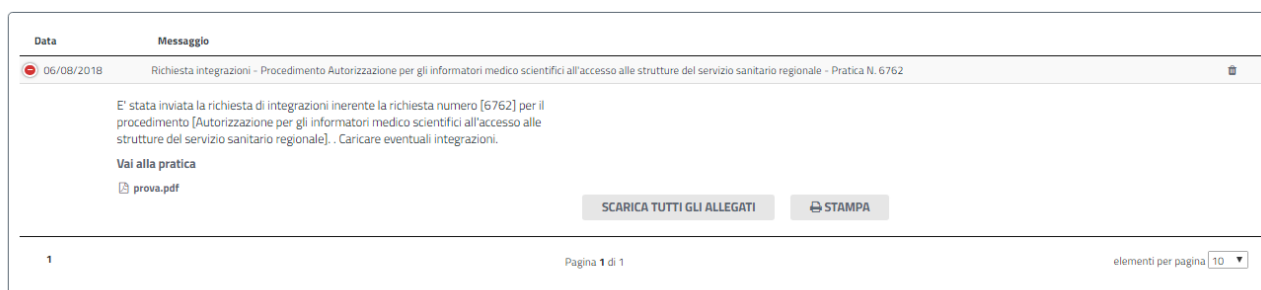 Data Messaggio
06/08/2018 Richiesta integrazioni - Procedimento Autorizzazione per gli informatori medico scientifici all'accesso alle strutture del servizio sanitario regionale - Pratica N. 6762
E' stata inviata la richiesta di integrazioni inerente la richiesta numero [6762] per il
procedimento [Autorizzazione per gli informatori medico scientifici all'accesso alle
strutture del servizio sanitario regionale]. . Caricare eventuali integrazioni.
Vai alla pratica
prova.pdf
SCARICA TUTTI GLI ALLEGATI STAMPA
1 Pagina 1 di 1 elementi per pagina 10